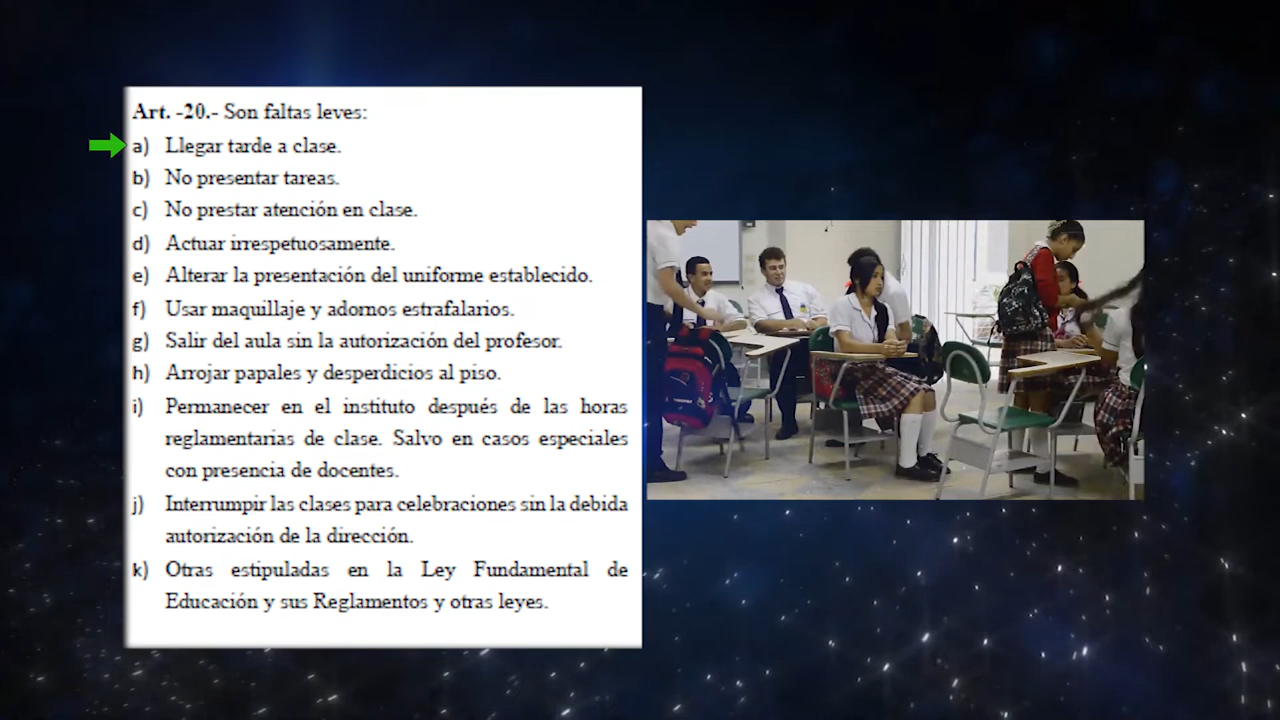 Art. -20.- Son faltas leves:
a) Llegar tarde a clase.
b) No presentar tareas.
c) No prestar atención en clase.
d) Actuar irrespetuosamente.
e) Alterar la presentación del uniforme establecido.
f) Usar maquillaje y adornos estrafalarios.
g) Salir del aula sin la autorización del profesor.
h) Arrojar papales y desperdicios al piso.
i) Permanecer en el instituto después de las horas
reglamentarias de clase. Salvo en casos especiales
con presencia de docentes.
j) Interrumpir las clases para celebraciones sin la debida
autorización de la dirección.
k) Otras estipuladas en la Ley Fundamental de
Educación y sus Reglamentos y otras leyes.